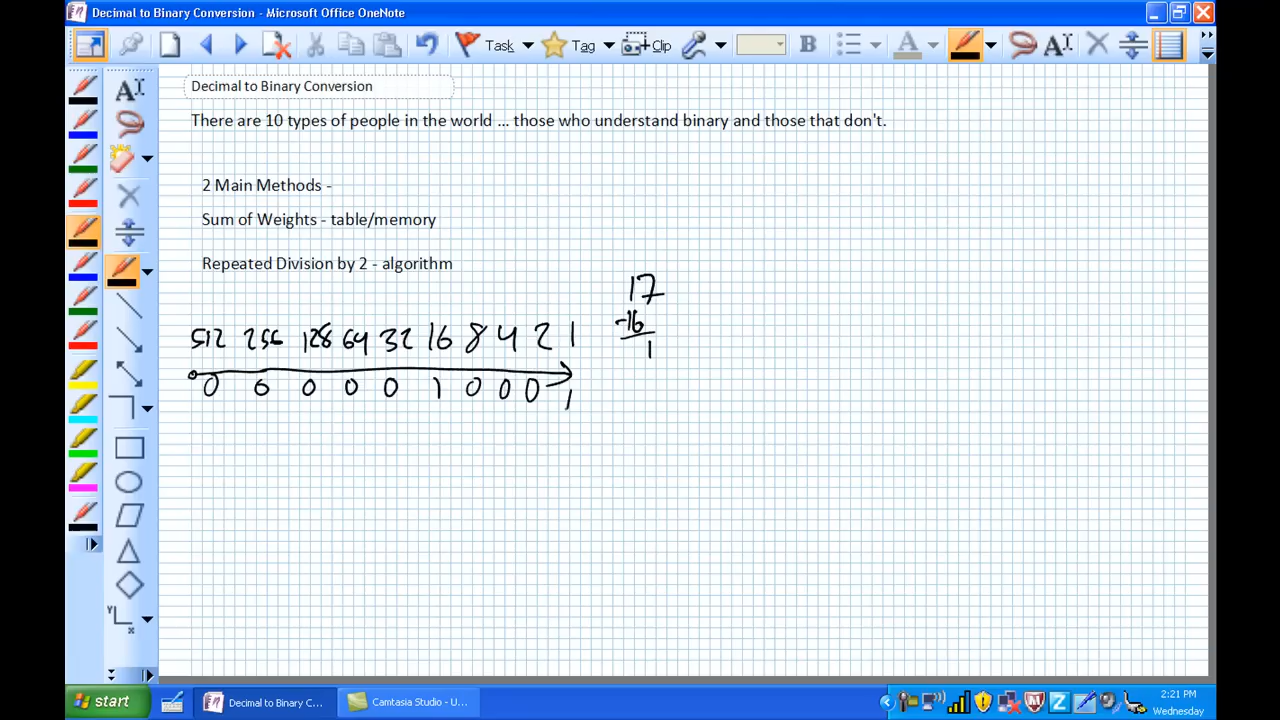 Decimal to Binary Conversion - Microsoft Office OneNote
Task Tag Clip B A A
A
Decimal to Binary Conversion
There are 10 types of people in the world ... those who understand binary and those that don't.
2 Main Methods -
Sum of Weights - table/memory
Repeated Division by 2 - algorithm
17
-16
1
512 256 128 64 32 16 8 4 2 1
0 0 0 0 0 1 0 0 0 1
Y
x
start Decimal to Binary C... Camtasia Studio - U... 2:21 PM
Wednesday